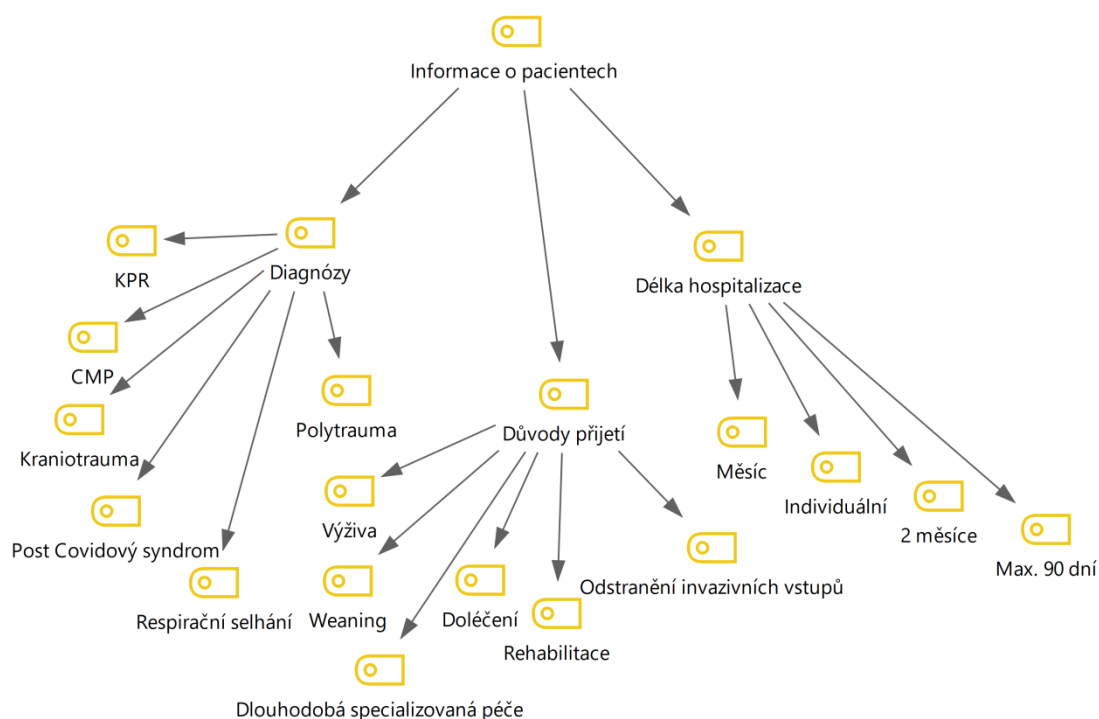 Informace o pacientech
Diagnózy
KPR
CMP
Kraniotrauma
Post Covidový syndrom
Respirační selhání
Polytrauma
Důvody přijetí
Výživa
Weaning
Dlouhodobá specializovaná péče
Doléčení
Rehabilitace
Odstranění invazivních vstupů
Délka hospitalizace
Měsíc
Individuální
2 měsíce
Max. 90 dní